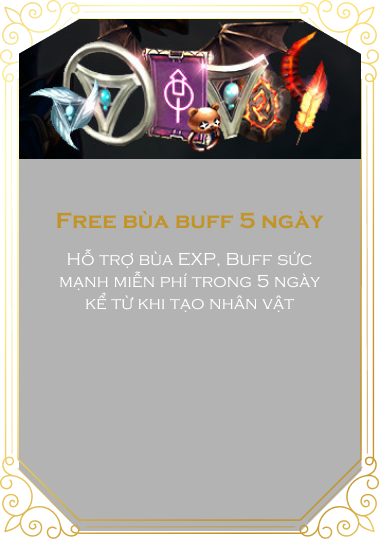 Free bùa buff 5 ngày
Hỗ trợ bùa EXP, Buff sức
mạnh miễn phí trong 5 ngày
kể từ khi tạo nhân vật